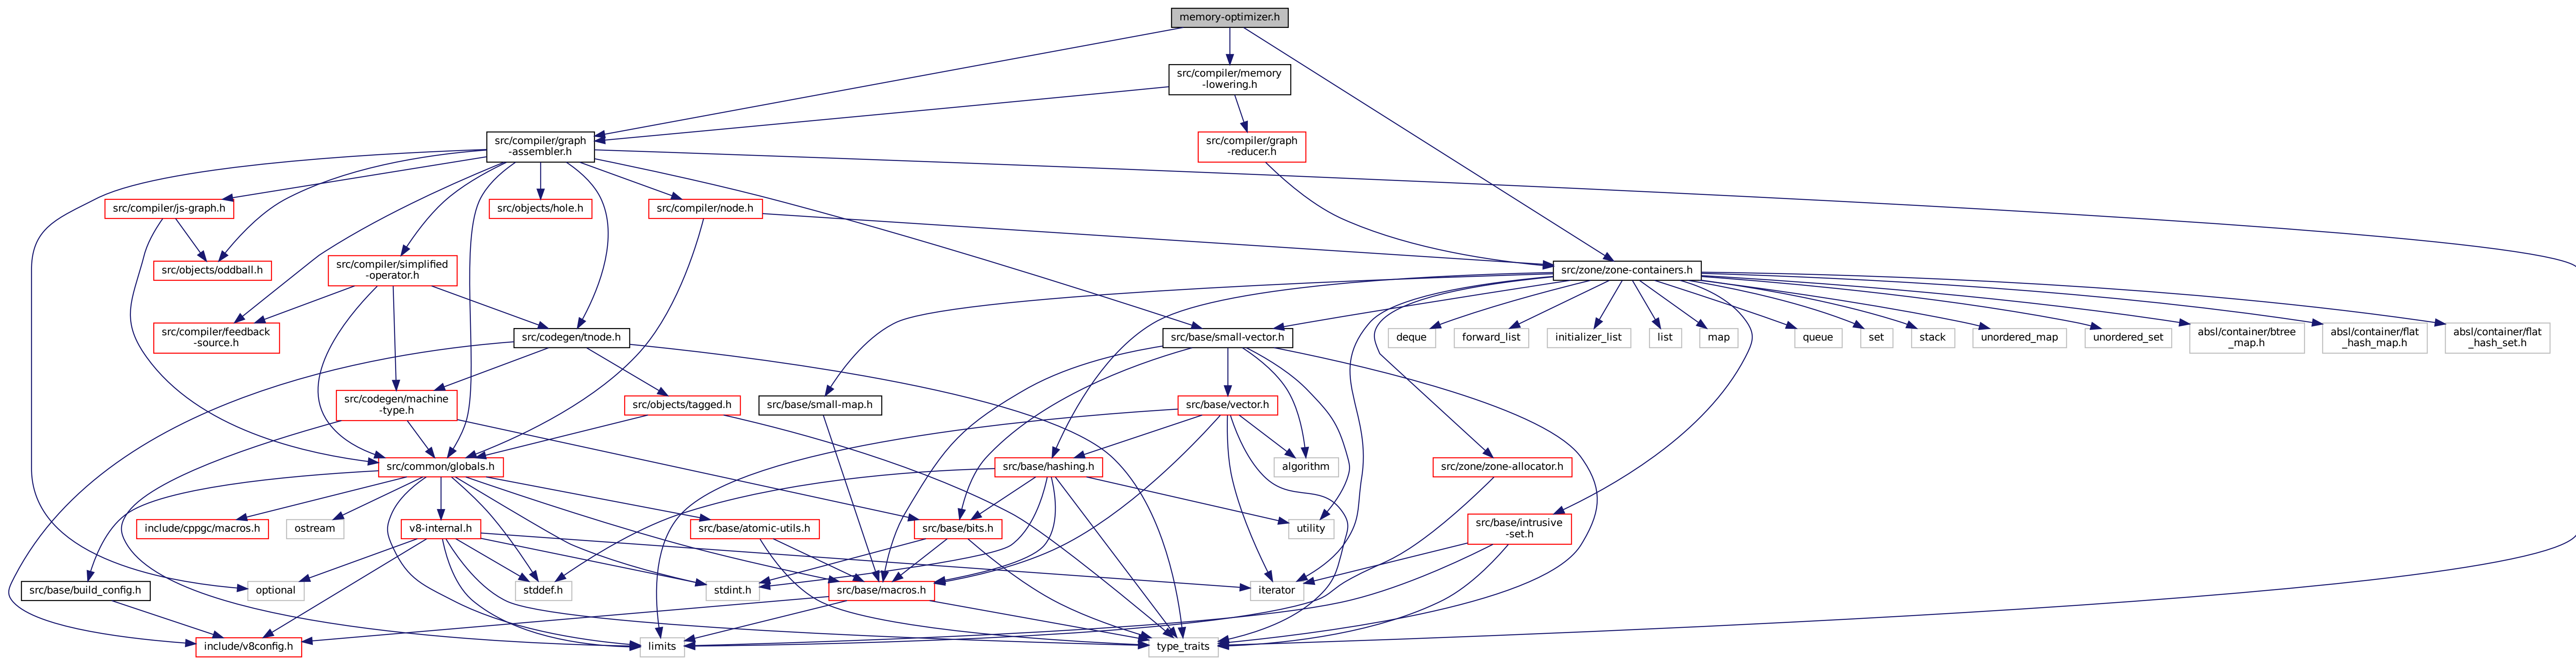 memory-optimizer.h
src/compiler/memory
-lowering.h
src/compiler/graph
-assembler.h
src/compiler/graph
-reducer.h
src/compiler/js-graph.h
src/objects/hole.h
src/compiler/node.h
src/objects/oddball.h
src/compiler/simplified
-operator.h
src/zone/zone-containers.h
src/compiler/feedback
-source.h
src/codegen/tnode.h
src/base/small-vector.h
deque
forward_list
initializer_list
list
map
queue
set
stack
unordered_map
unordered_set
absl/container/btree
_map.h
absl/container/flat
_hash_map.h
absl/container/flat
_hash_set.h
src/codegen/machine
-type.h
src/objects/tagged.h
src/base/small-map.h
src/base/vector.h
src/common/globals.h
src/base/hashing.h
algorithm
src/zone/zone-allocator.h
include/cppgc/macros.h
ostream
v8-internal.h
src/base/atomic-utils.h
src/base/bits.h
utility
src/base/intrusive
-set.h
src/base/build_config.h
optional
stddef.h
stdint.h
src/base/macros.h
iterator
include/v8config.h
limits
type_traits